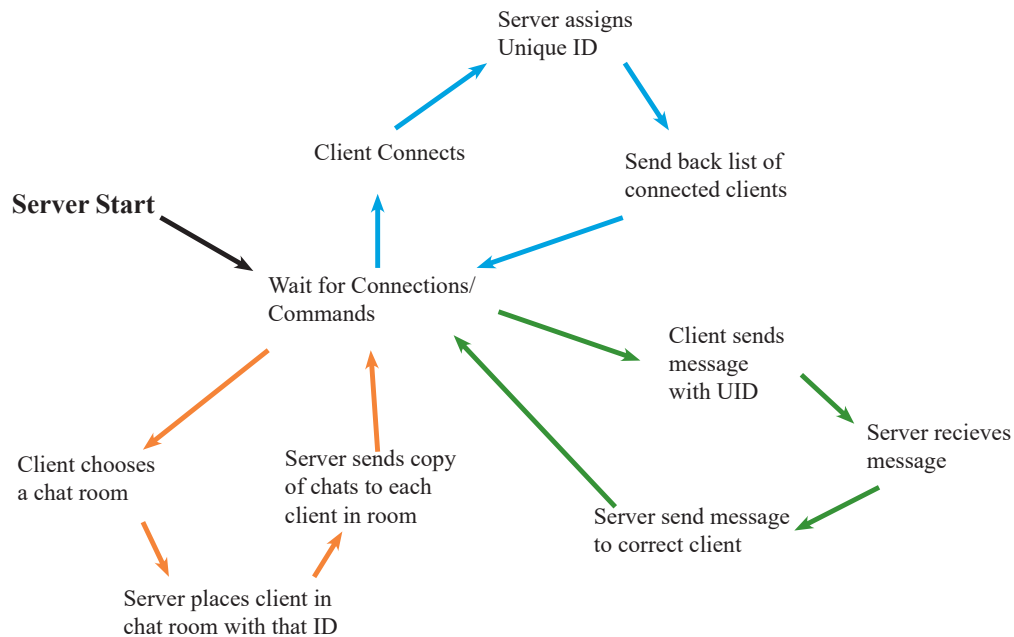 Server assigns
Unique ID
Client Connects
Send back list of
connected clients
Server Start
Wait for Connections/
Commands
Client sends
message
with UID
Server recieves
message
Server send message
to correct client
Client chooses
a chat room
Server places client in
chat room with that ID
Server sends copy
of chats to each
client in room